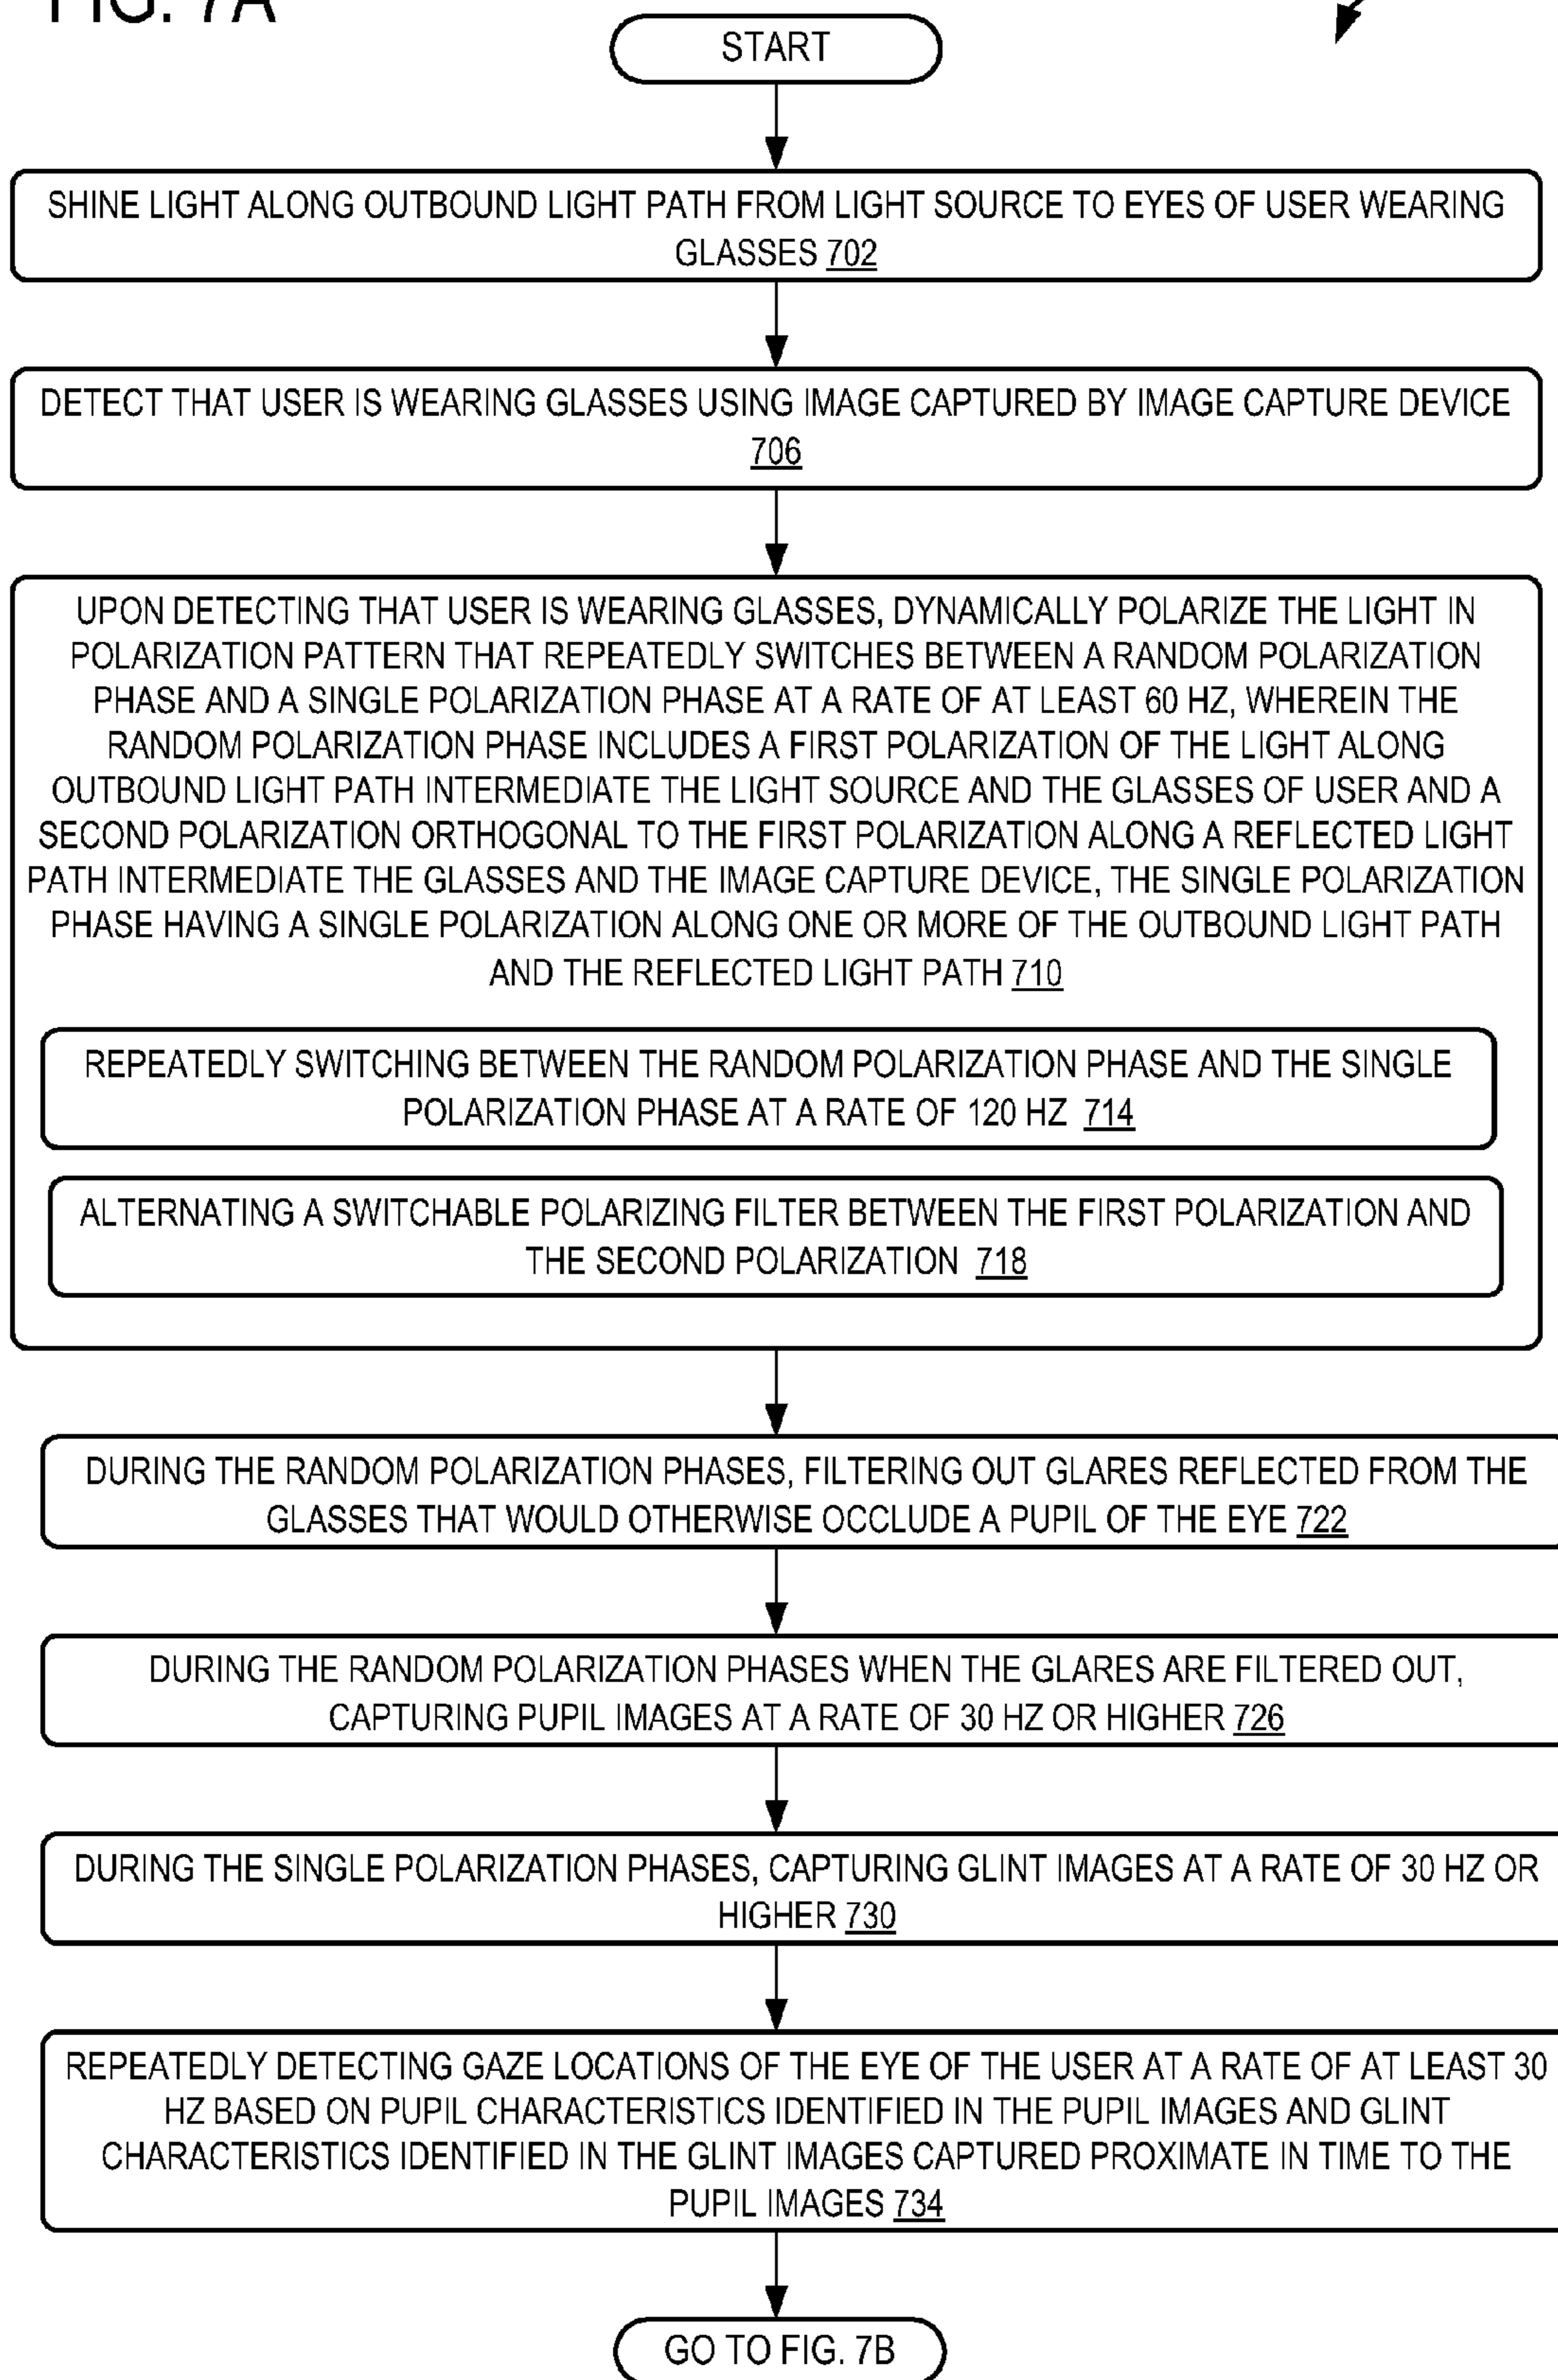 FIG. 7A
START
SHINE LIGHT ALONG OUTBOUND LIGHT PATH FROM LIGHT SOURCE TO EYES OF USER WEARING
GLASSES 702
DETECT THAT USER IS WEARING GLASSES USING IMAGE CAPTURED BY IMAGE CAPTURE DEVICE
706
UPON DETECTING THAT USER IS WEARING GLASSES, DYNAMICALLY POLARIZE THE LIGHT IN
POLARIZATION PATTERN THAT REPEATEDLY SWITCHES BETWEEN A RANDOM POLARIZATION
PHASE AND A SINGLE POLARIZATION PHASE AT A RATE OF AT LEAST 60 HZ, WHEREIN THE
RANDOM POLARIZATION PHASE INCLUDES A FIRST POLARIZATION OF THE LIGHT ALONG
OUTBOUND LIGHT PATH INTERMEDIATE THE LIGHT SOURCE AND THE GLASSES OF USER AND A
SECOND POLARIZATION ORTHOGONAL TO THE FIRST POLARIZATION ALONG A REFLECTED LIGHT
PATH INTERMEDIATE THE GLASSES AND THE IMAGE CAPTURE DEVICE, THE SINGLE POLARIZATION
PHASE HAVING A SINGLE POLARIZATION ALONG ONE OR MORE OF THE OUTBOUND LIGHT PATH
AND THE REFLECTED LIGHT PATH 710
REPEATEDLY SWITCHING BETWEEN THE RANDOM POLARIZATION PHASE AND THE SINGLE
POLARIZATION PHASE AT A RATE OF 120 HZ 714
ALTERNATING A SWITCHABLE POLARIZING FILTER BETWEEN THE FIRST POLARIZATION AND
THE SECOND POLARIZATION 718
DURING THE RANDOM POLARIZATION PHASES, FILTERING OUT GLARES REFLECTED FROM THE
GLASSES THAT WOULD OTHERWISE OCCLUDE A PUPIL OF THE EYE 722
DURING THE RANDOM POLARIZATION PHASES WHEN THE GLARES ARE FILTERED OUT,
CAPTURING PUPIL IMAGES AT A RATE OF 30 HZ OR HIGHER 726
DURING THE SINGLE POLARIZATION PHASES, CAPTURING GLINT IMAGES AT A RATE OF 30 HZ OR
HIGHER 730
REPEATEDLY DETECTING GAZE LOCATIONS OF THE EYE OF THE USER AT A RATE OF AT LEAST 30
HZ BASED ON PUPIL CHARACTERISTICS IDENTIFIED IN THE PUPIL IMAGES AND GLINT
CHARACTERISTICS IDENTIFIED IN THE GLINT IMAGES CAPTURED PROXIMATE IN TIME TO THE
PUPIL IMAGES 734
GO TO FIG. 7B